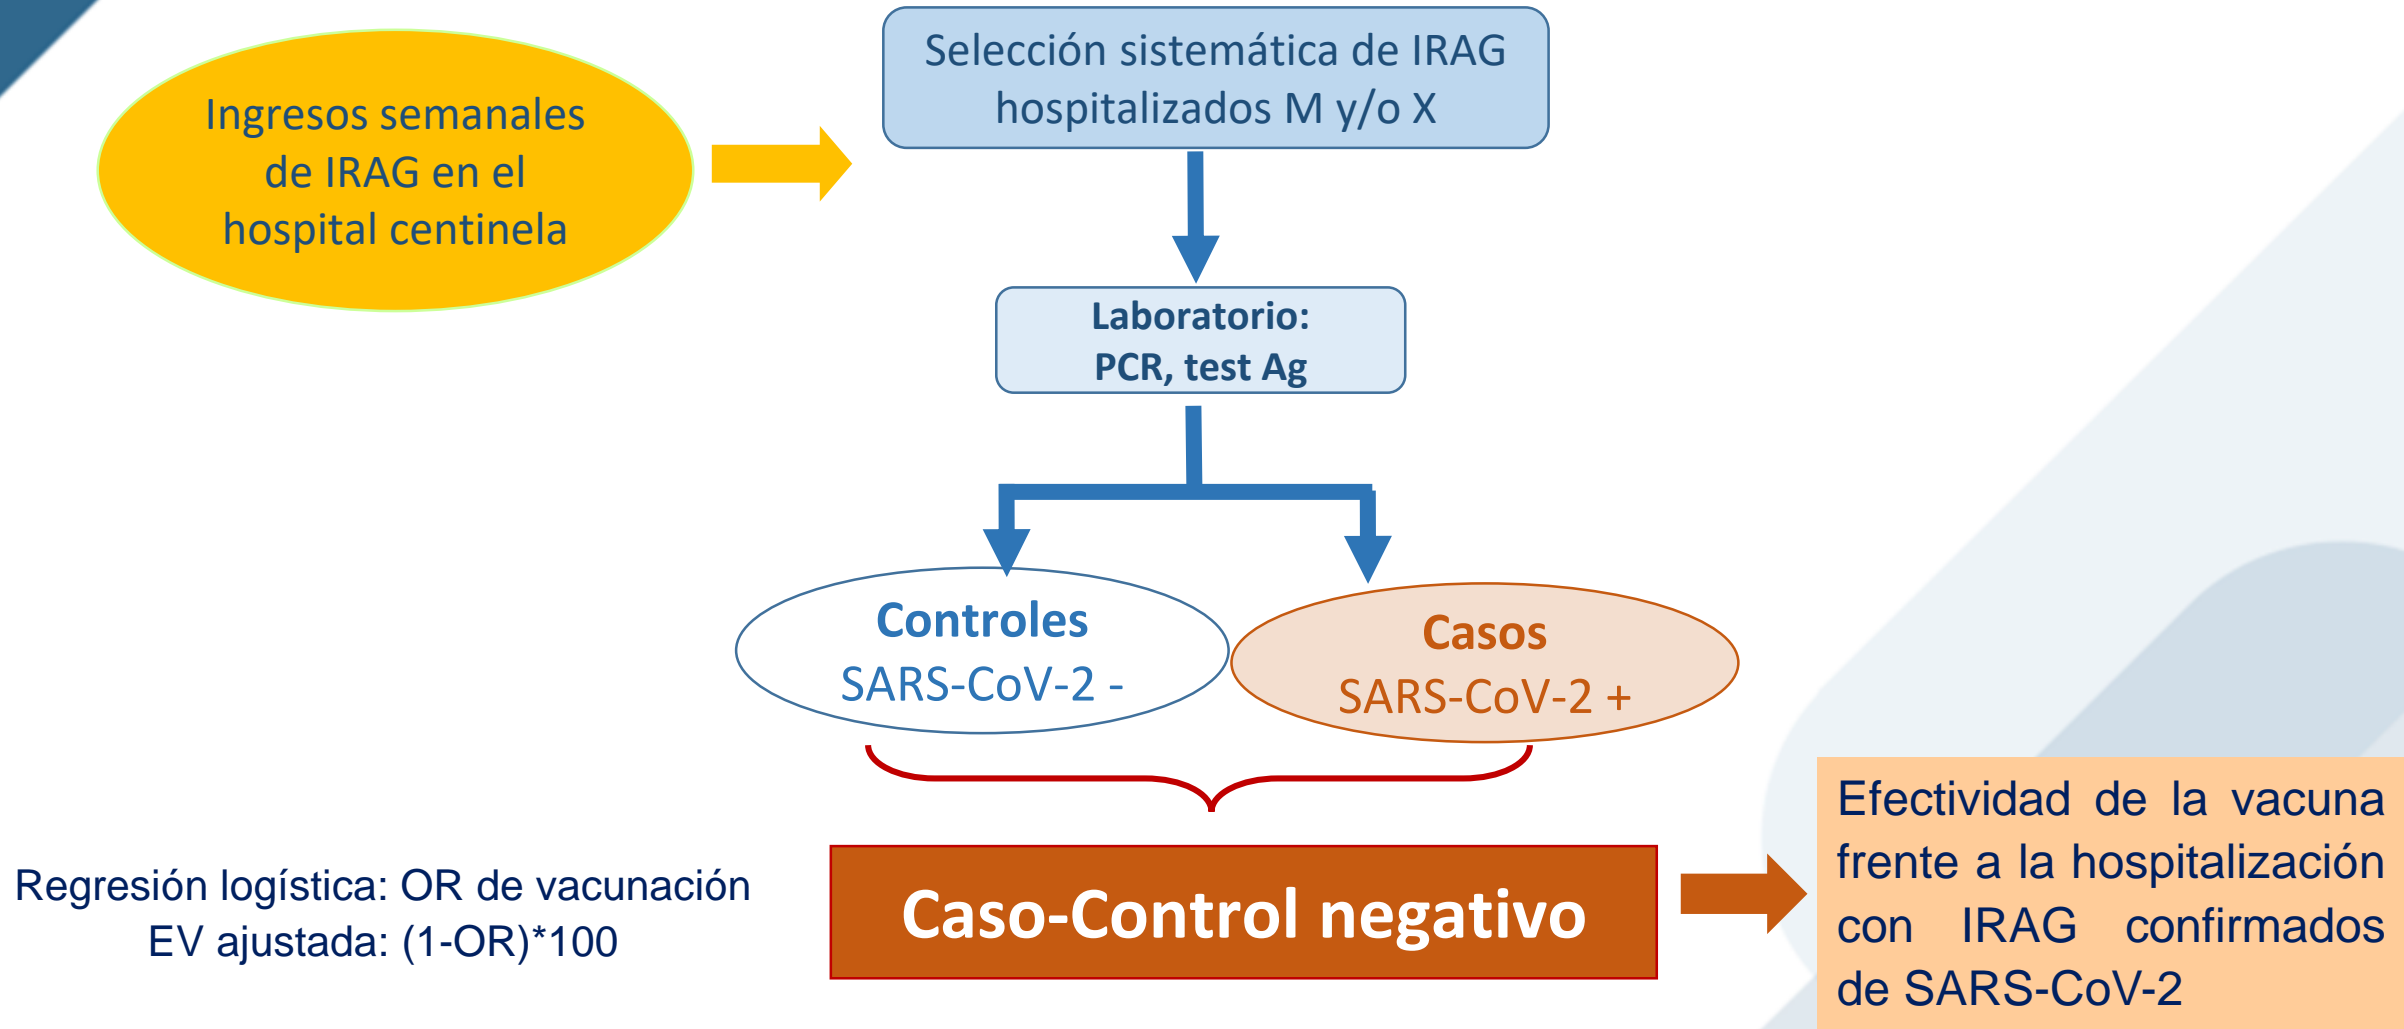 Ingresos semanales
de IRAG en el
hospital centinela
Selección sistemática de IRAG
hospitalizados M y/o X
Laboratorio:
PCR, test Ag
Controles
SARS-CoV-2 -
Casos
SARS-CoV-2 +
Regresión logística: OR de vacunación
EV ajustada: (1-OR)*100
Caso-Control negativo
Efectividad de la vacuna
frente a la hospitalización
con IRAG confirmados
de SARS-CoV-2